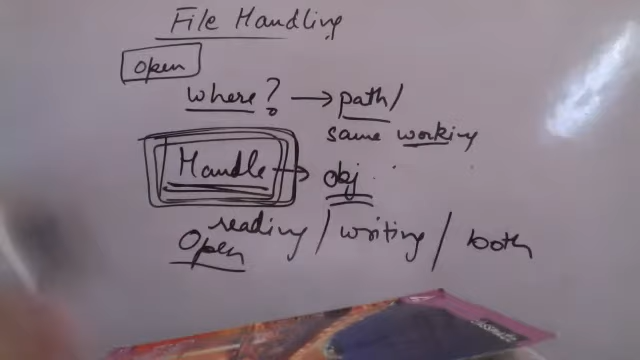 File Handling
open
where? → path/
same working
Handle → obj
reading / writing / both
Open